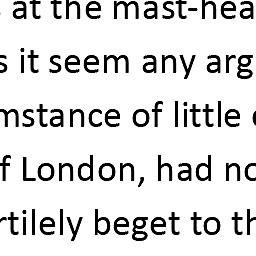 at the mast-hea
s it seem any arg
mstance of little
f London, had no
rtilely beget to th